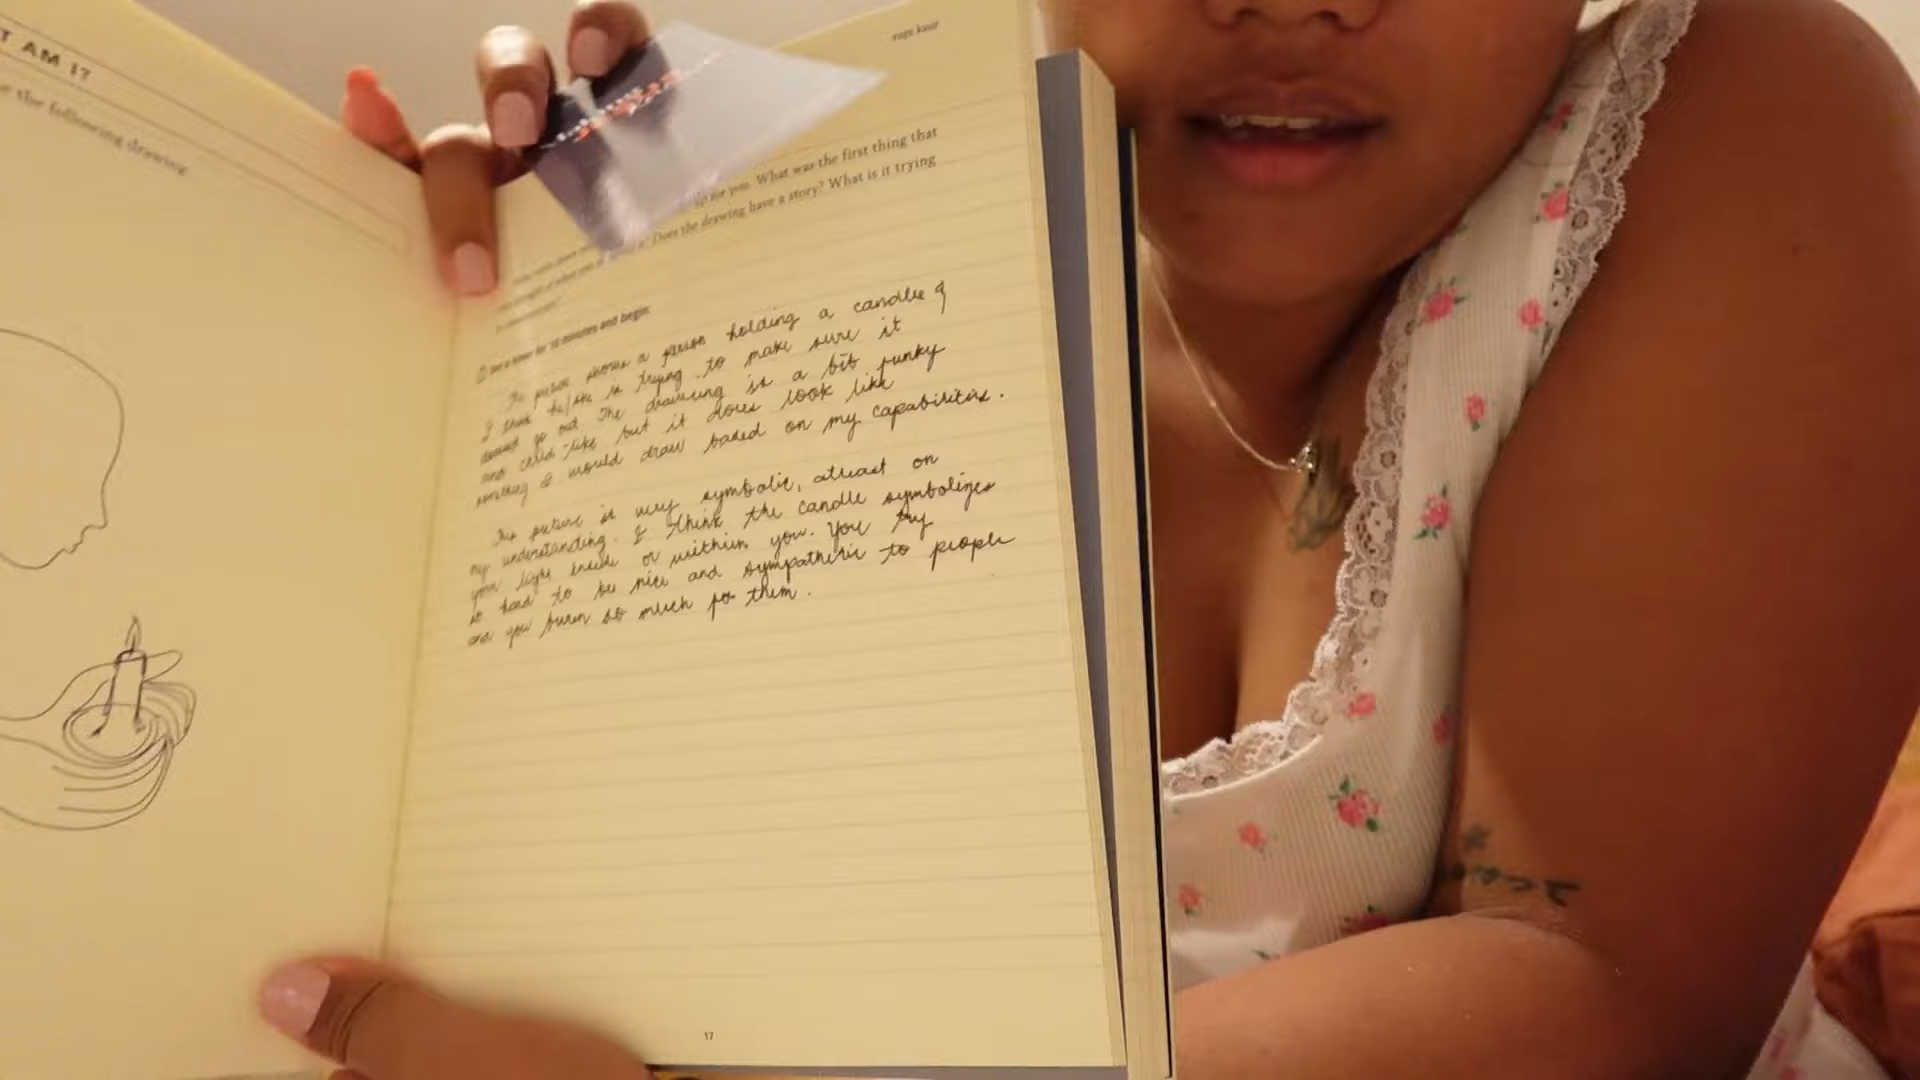 T AM I?
the following drawing
rupi kaur
up for you. What was the first thing that
Does the drawing have a story? What is it trying
set a timer for 10 minutes and begin:
The picture shows a person holding a candle &
I think he/she is trying to make sure it
doesnt go out. The drawing is a bit funky
and child-like but it does look like
something I would draw based on my capabilities.
This picture is very symbolic, atleast on
my understanding. I think the candle symbolizes
your light inside or withien you. You try
so hard to be nice and sympathetic to people
and you burn so much for them.
17